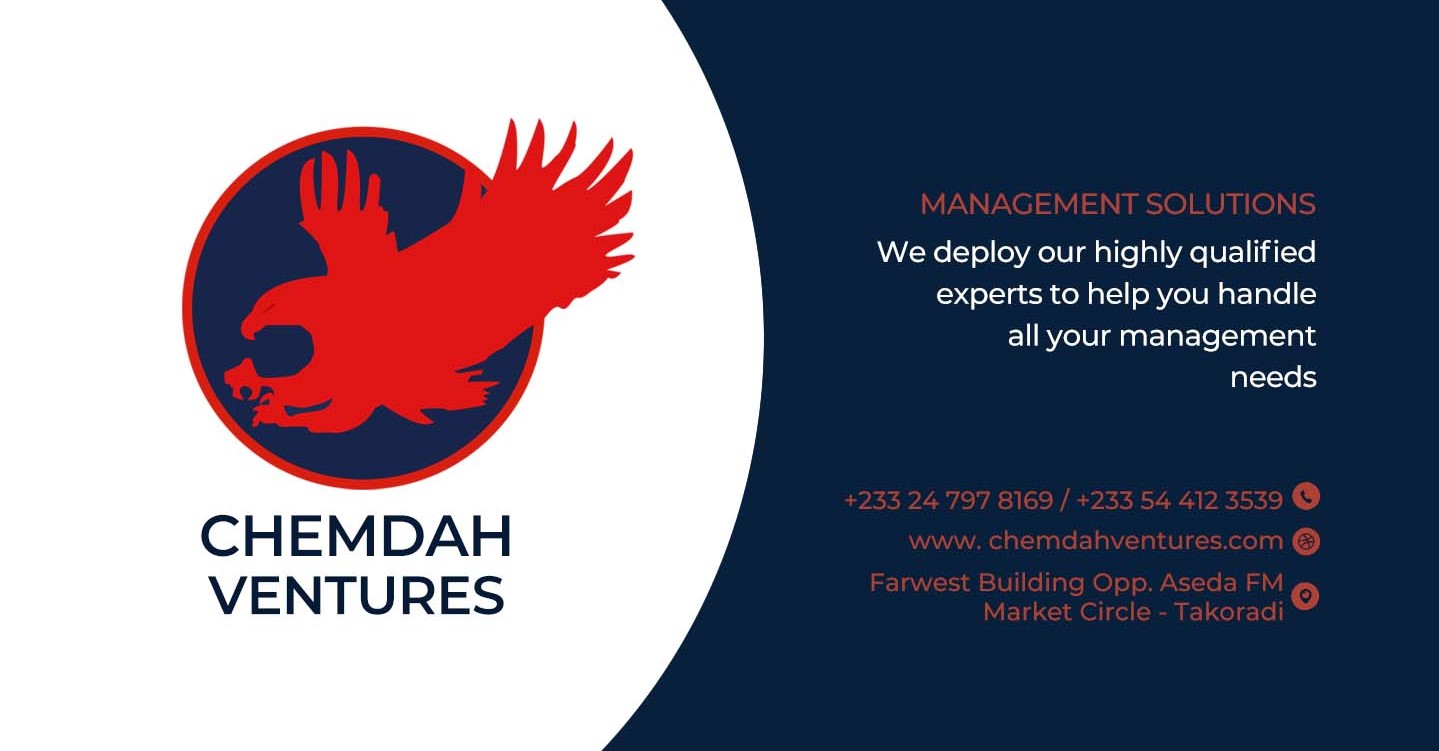 CHEMDAH
VENTURES
MANAGEMENT SOLUTIONS
We deploy our highly qualified
experts to help you handle
all your management
needs
+233 24 797 8169 / +233 54 412 3539
www. chemdahventures.com
Farwest Building Opp. Aseda FM
Market Circle - Takoradi